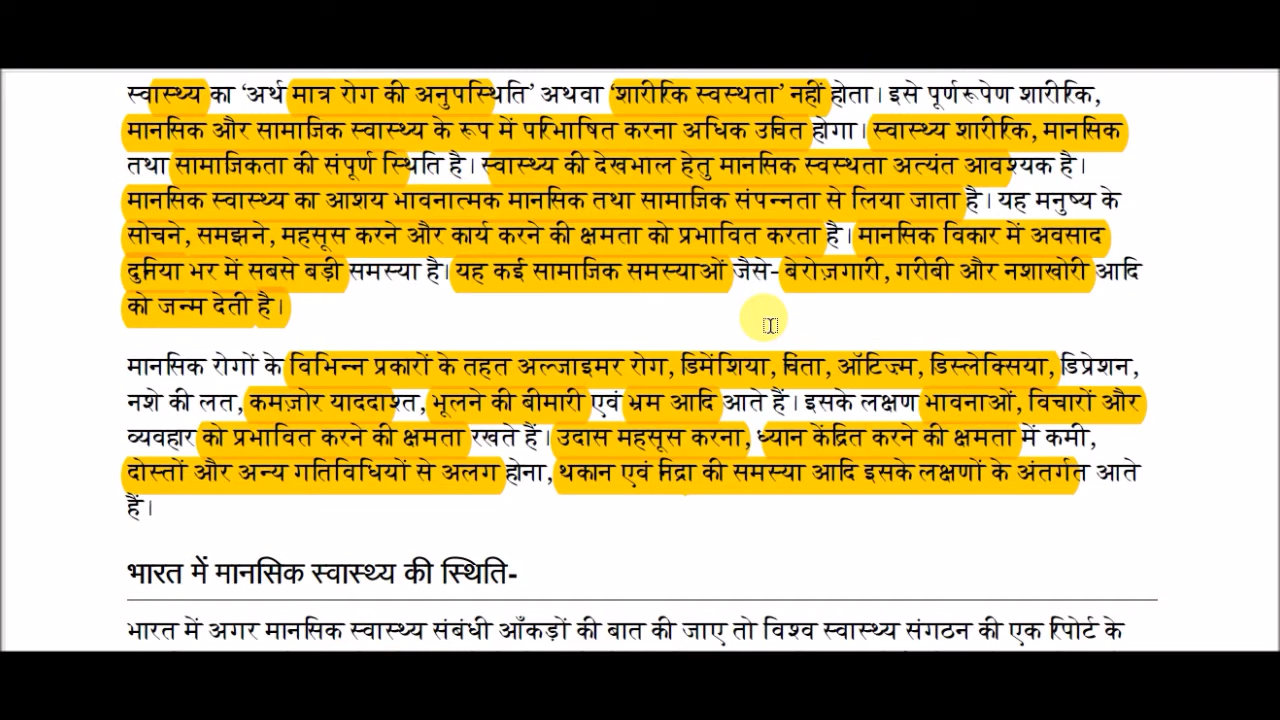 स्वास्थ्य का ‘अर्थ मात्र रोग की अनुपस्थिति’ अथवा ‘शारीरिक स्वस्थता’ नहीं होता। इसे पूर्णरूपेण शारीरिक,
मानसिक और सामाजिक स्वास्थ्य के रूप में परिभाषित करना अधिक उचित होगा। स्वास्थ्य शारीरिक, मानसिक
तथा सामाजिकता की संपूर्ण स्थिति है। स्वास्थ्य की देखभाल हेतु मानसिक स्वस्थता अत्यंत आवश्यक है।
मानसिक स्वास्थ्य का आशय भावनात्मक मानसिक तथा सामाजिक संपन्नता से लिया जाता है। यह मनुष्य के
सोचने, समझने, महसूस करने और कार्य करने की क्षमता को प्रभावित करता है। मानसिक विकार में अवसाद
दुनिया भर में सबसे बड़ी समस्या है। यह कई सामाजिक समस्याओं जैसे- बेरोज़गारी, गरीबी और नशाखोरी आदि
को जन्म देती है।
मानसिक रोगों के विभिन्न प्रकारों के तहत अल्जाइमर रोग, डिमेंशिया, चिंता, ऑटिज्म, डिस्लेक्सिया, डिप्रेशन,
नशे की लत, कमज़ोर याददाश्त, भूलने की बीमारी एवं भ्रम आदि आते हैं। इसके लक्षण भावनाओं, विचारों और
व्यवहार को प्रभावित करने की क्षमता रखते हैं। उदास महसूस करना, ध्यान केंद्रित करने की क्षमता में कमी,
दोस्तों और अन्य गतिविधियों से अलग होना, थकान एवं निद्रा की समस्या आदि इसके लक्षणों के अंतर्गत आते
हैं।
भारत में मानसिक स्वास्थ्य की स्थिति-
भारत में अगर मानसिक स्वास्थ्य संबंधी आँकड़ों की बात की जाए तो विश्व स्वास्थ्य संगठन की एक रिपोर्ट के